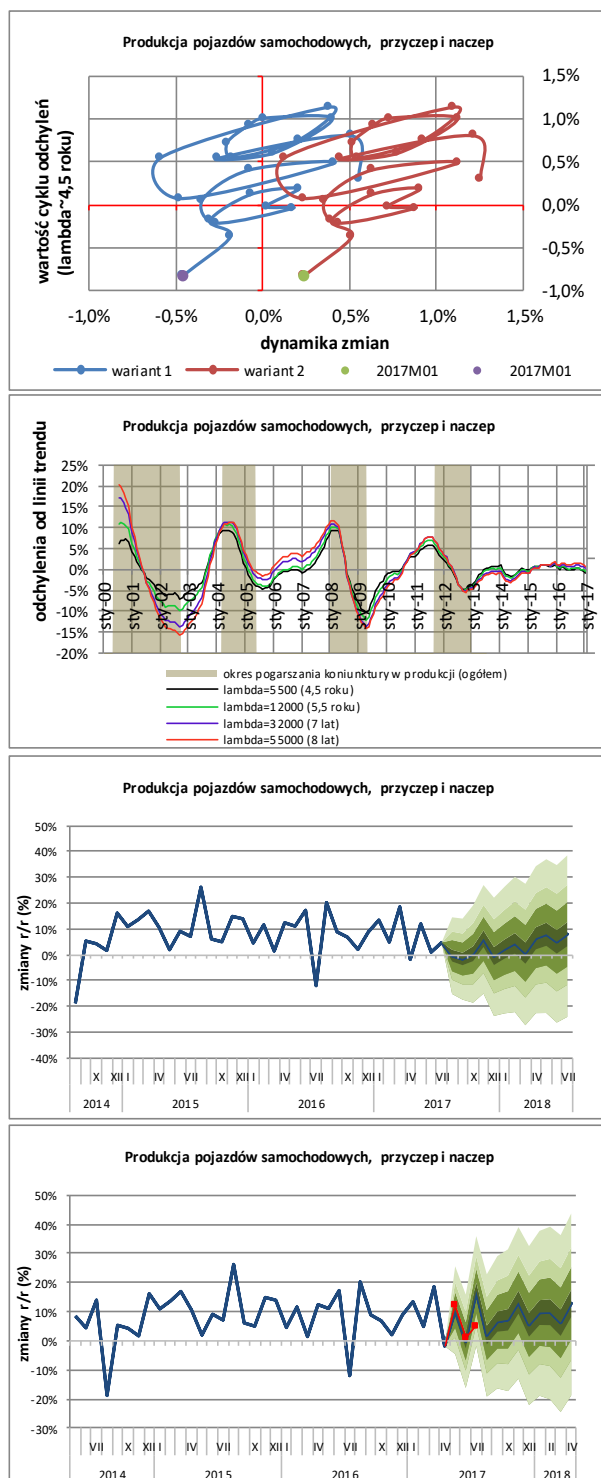 Produkcja pojazdów samochodowych, przyczep i naczep
wartość cyklu odchyleń
(lambda~4,5 roku)
1,5%
1,0%
0,5%
0,0%
-0,5%
-1,0%
-1,0% -0,5% 0,0% 0,5% 1,0% 1,5%
dynamika zmian
wariant 1 wariant 2 2017M01 2017M01
Produkcja pojazdów samochodowych, przyczep i naczep
odchylenia od linii trendu
25%
20%
15%
10%
5%
0%
-5%
-10%
-15%
-20%
sty-00 sty-01 sty-02 sty-03 sty-04 sty-05 sty-06 sty-07 sty-08 sty-09 sty-10 sty-11 sty-12 sty-13 sty-14 sty-15 sty-16 sty-17
okres pogarszania koniunktury w produkcji (ogółem)
lambda=5500 (4,5 roku)
lambda=12000 (5,5 roku)
lambda=32000 (7 lat)
lambda=55000 (8 lat)
Produkcja pojazdów samochodowych, przyczep i naczep
zmiany r/r (%)
50%
40%
30%
20%
10%
0%
-10%
-20%
-30%
-40%
X XII I IV VII X XII I IV VII X XII I IV VII X XII I IV VII
2014 2015 2016 2017 2018
Produkcja pojazdów samochodowych, przyczep i naczep
zmiany r/r (%)
50%
40%
30%
20%
10%
0%
-10%
-20%
-30%
VII X XII I IV VII X XII I IV VII X XII I IV VII X XII II IV
2014 2015 2016 2017 2018